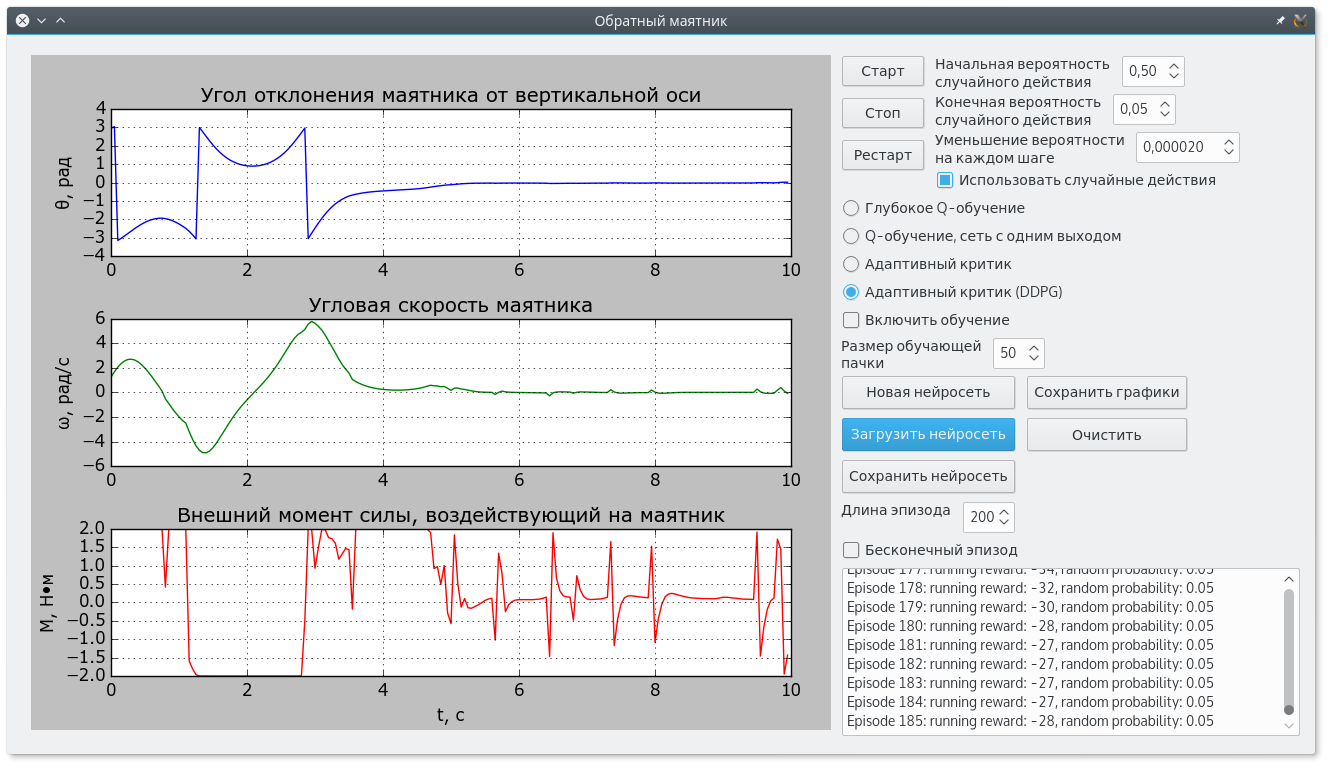 Обратный маятник
Угол отклонения маятника от вертикальной оси
4
3
2
1
0
−1
−2
−3
−4
θ, рад
0 2 4 6 8 10
Угловая скорость маятника
6
4
2
0
−2
−4
−6
ω, рад/с
0 2 4 6 8 10
Внешний момент силы, воздействующий на маятник
2.0
1.5
1.0
0.5
0.0
−0.5
−1.0
−1.5
−2.0
М, Н•м
0 2 4 6 8 10
t, с
Старт
Стоп
Рестарт
Начальная вероятность
случайного действия
0,50
Конечная вероятность
случайного действия
0,05
Уменьшение вероятности
на каждом шаге
0,000020
Использовать случайные действия
Глубокое Q-обучение
Q-обучение, сеть с одним выходом
Адаптивный критик
Адаптивный критик (DDPG)
Включить обучение
Размер обучающей
пачки
50
Новая нейросеть Сохранить графики
Загрузить нейросеть Очистить
Сохранить нейросеть
Длина эпизода 200
Бесконечный эпизод
Episode 177: running reward: -34, random probability: 0.05
Episode 178: running reward: -32, random probability: 0.05
Episode 179: running reward: -30, random probability: 0.05
Episode 180: running reward: -28, random probability: 0.05
Episode 181: running reward: -27, random probability: 0.05
Episode 182: running reward: -27, random probability: 0.05
Episode 183: running reward: -27, random probability: 0.05
Episode 184: running reward: -27, random probability: 0.05
Episode 185: running reward: -28, random probability: 0.05